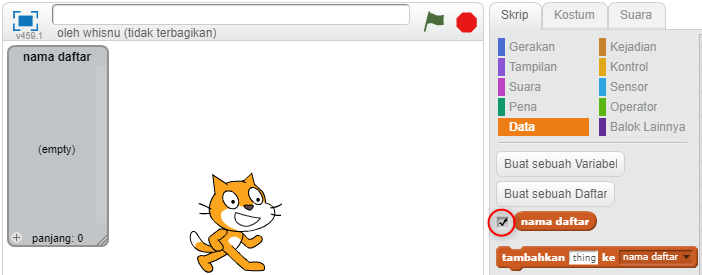 v459.1
oleh whisnu (tidak terbagikan)
nama daftar
(empty)
+ panjang: 0
Skrip Kostum Suara
Gerakan Kejadian
Tampilan Kontrol
Suara Sensor
Pena Operator
Data Balok Lainnya
Buat sebuah Variabel
Buat sebuah Daftar
nama daftar
tambahkan thing ke nama daftar